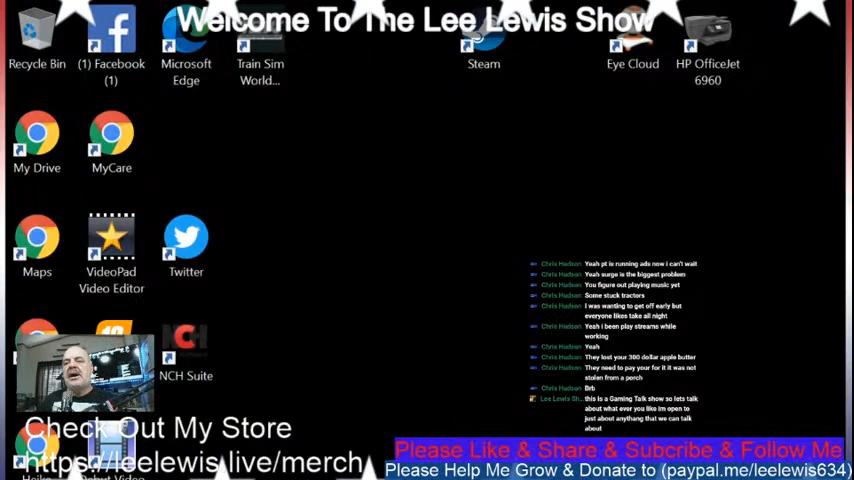 Welcome To The Lee Lewis Show
Recycle Bin
(1) Facebook
(1)
Microsoft
Edge
Train Sim
World...
Steam
Eye Cloud
HP OfficeJet
6960
My Drive
MyCare
Maps
VideoPad
Video Editor
Twitter
NCH
NCH Suite
Chris Hudson Yeah pt is running ads now i can't wait
Chris Hudson Yeah surge is the biggest problem
Chris Hudson You figure out playing music yet
Chris Hudson Some stuck tractors
Chris Hudson I was wanting to get off early but
everyone likes take all night
Chris Hudson Yeah i been play streams while
working
Chris Hudson Yeah
Chris Hudson They lost your 300 dollar apple butter
Chris Hudson They need to pay your for it it was not
stolen from a porch
Chris Hudson Brb
Lee Lewis Sh... this is a Gaming Talk show so lets talk
about what ever you like im open to
just about anythang that we can talk
about
Check Out My Store
https://leelewis.live/merch
Heike
Debut Video
Please Like & Share & Subcribe & Follow Me
Please Help Me Grow & Donate to (paypal.me/leelewis634)